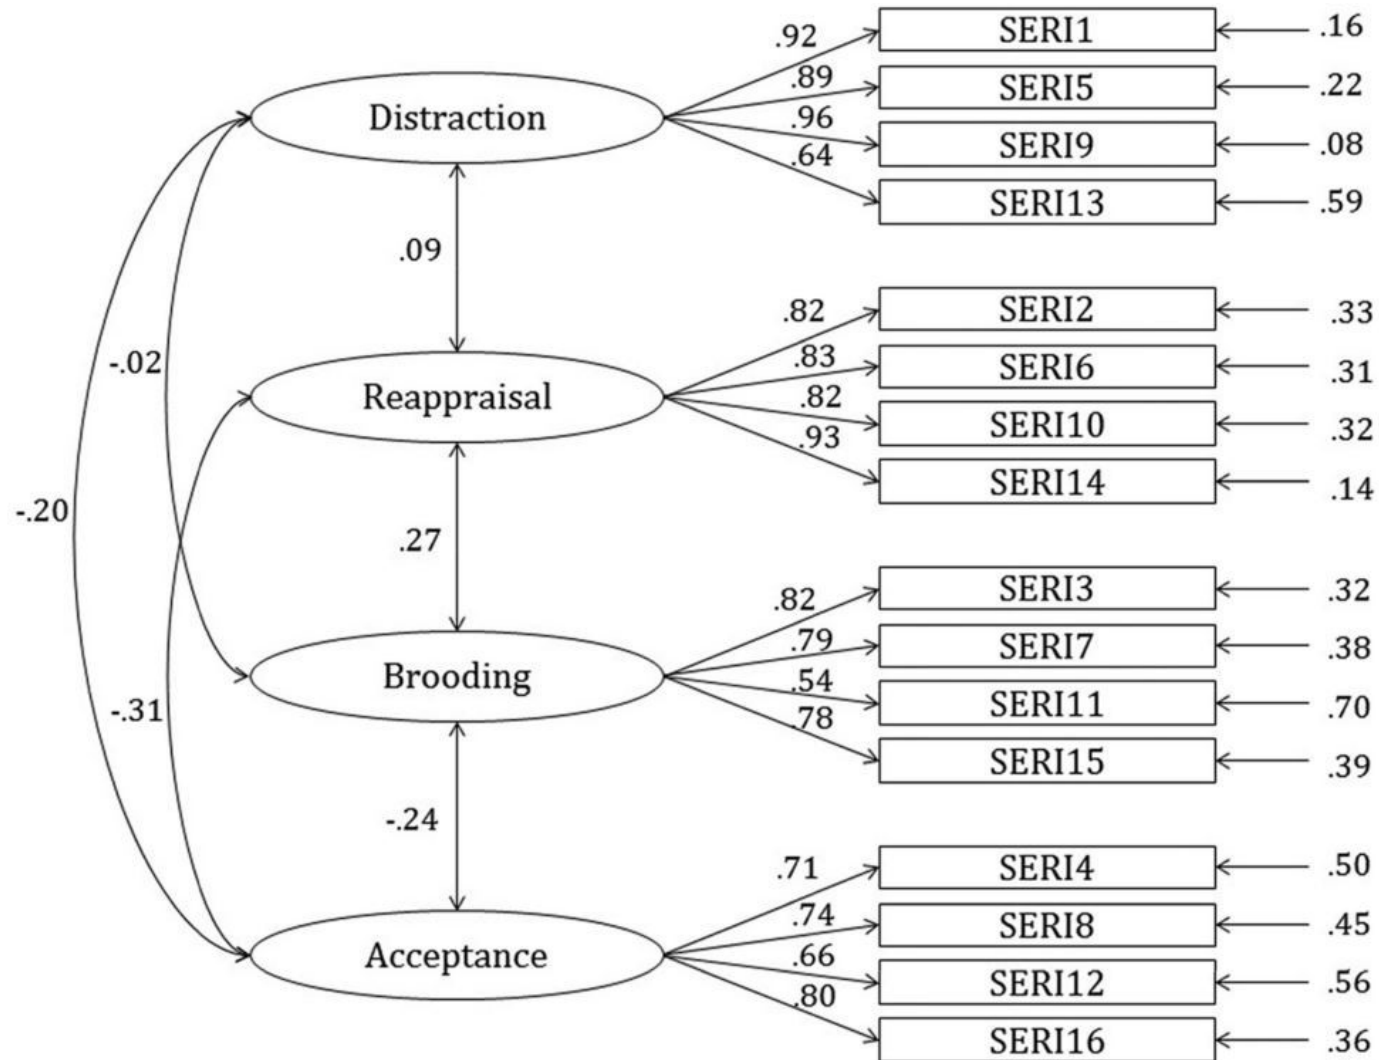 .92
SERI1
.16
.89
SERI5
.22
Distraction
.96
SERI9
.08
.64
SERI13
.59
.09
.82
SERI2
.33
-.02
.83
SERI6
.31
Reappraisal
.82
SERI10
.32
.93
SERI14
.14
-.20
.27
.82
SERI3
.32
.79
SERI7
.38
Brooding
.54
SERI11
.70
-.31
.78
SERI15
.39
-.24
.71
SERI4
.50
.74
SERI8
.45
Acceptance
.66
SERI12
.56
.80
SERI16
.36